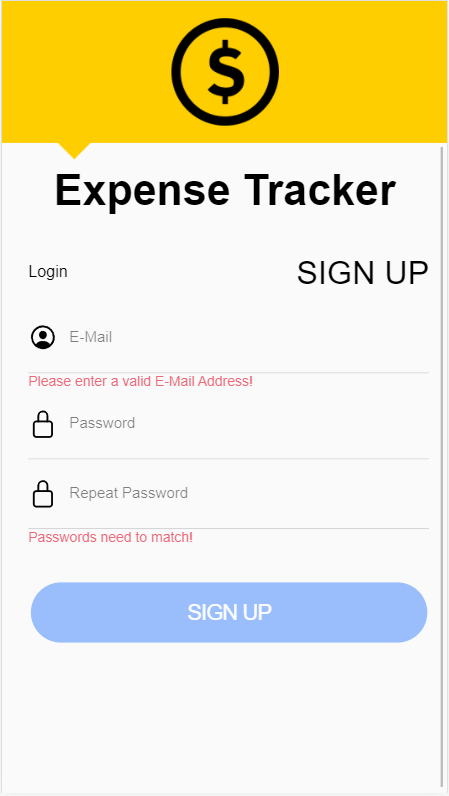 $
Expense Tracker
Login
SIGN UP
E-Mail
Please enter a valid E-Mail Address!
Password
Repeat Password
Passwords need to match!
SIGN UP